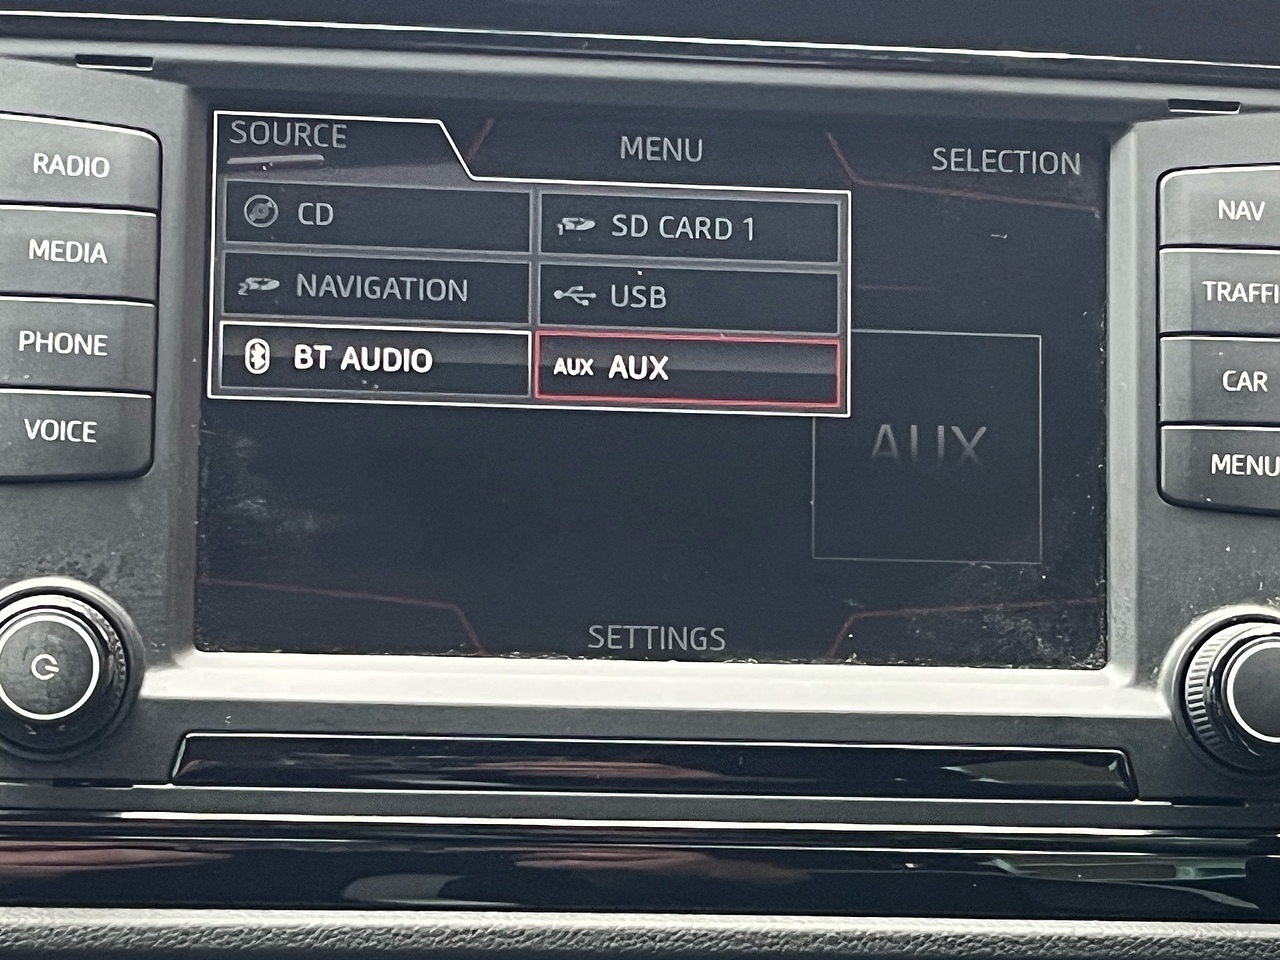 SOURCE
MENU
SELECTION
CD
SD CARD 1
NAVIGATION
USB
BT AUDIO
AUX AUX
AUX
SETTINGS
RADIO
MEDIA
PHONE
VOICE
NAV
TRAFFI
CAR
MENU